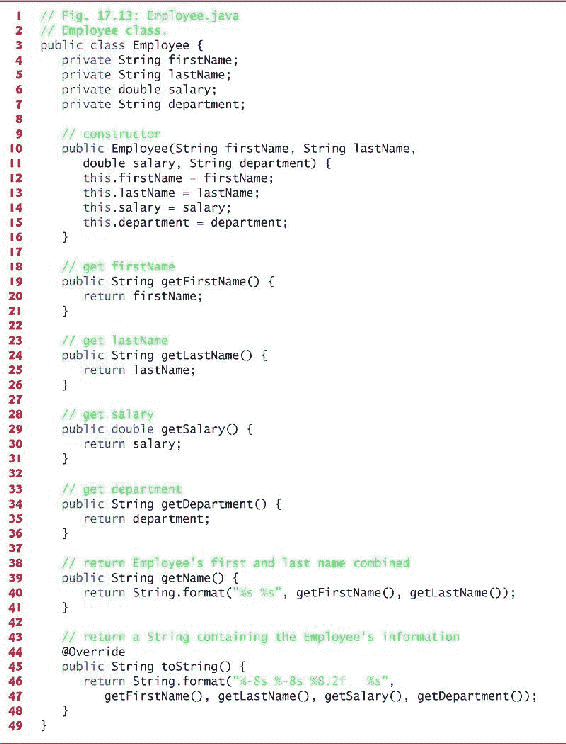 1 // Fig. 17.13: Employee.java
2 // Employee class.
3 public class Employee {
4 private String firstName;
5 private String lastName;
6 private double salary;
7 private String department;
8
9 // constructor
10 public Employee(String firstName, String lastName,
11 double salary, String department) {
12 this.firstName = firstName;
13 this.lastName = lastName;
14 this.salary = salary;
15 this.department = department;
16 }
17
18 // get firstName
19 public String getFirstName() {
20 return firstName;
21 }
22
23 // get lastName
24 public String getLastName() {
25 return lastName;
26 }
27
28 // get salary
29 public double getSalary() {
30 return salary;
31 }
32
33 // get department
34 public String getDepartment() {
35 return department;
36 }
37
38 // return Employee's first and last name combined
39 public String getName() {
40 return String.format("%s %s", getFirstName(), getLastName());
41 }
42
43 // return a String containing the Employee's information
44 @Override
45 public String toString() {
46 return String.format("%-8s %-8s %8.2f   %s",
47 getFirstName(), getLastName(), getSalary(), getDepartment());
48 }
49 }